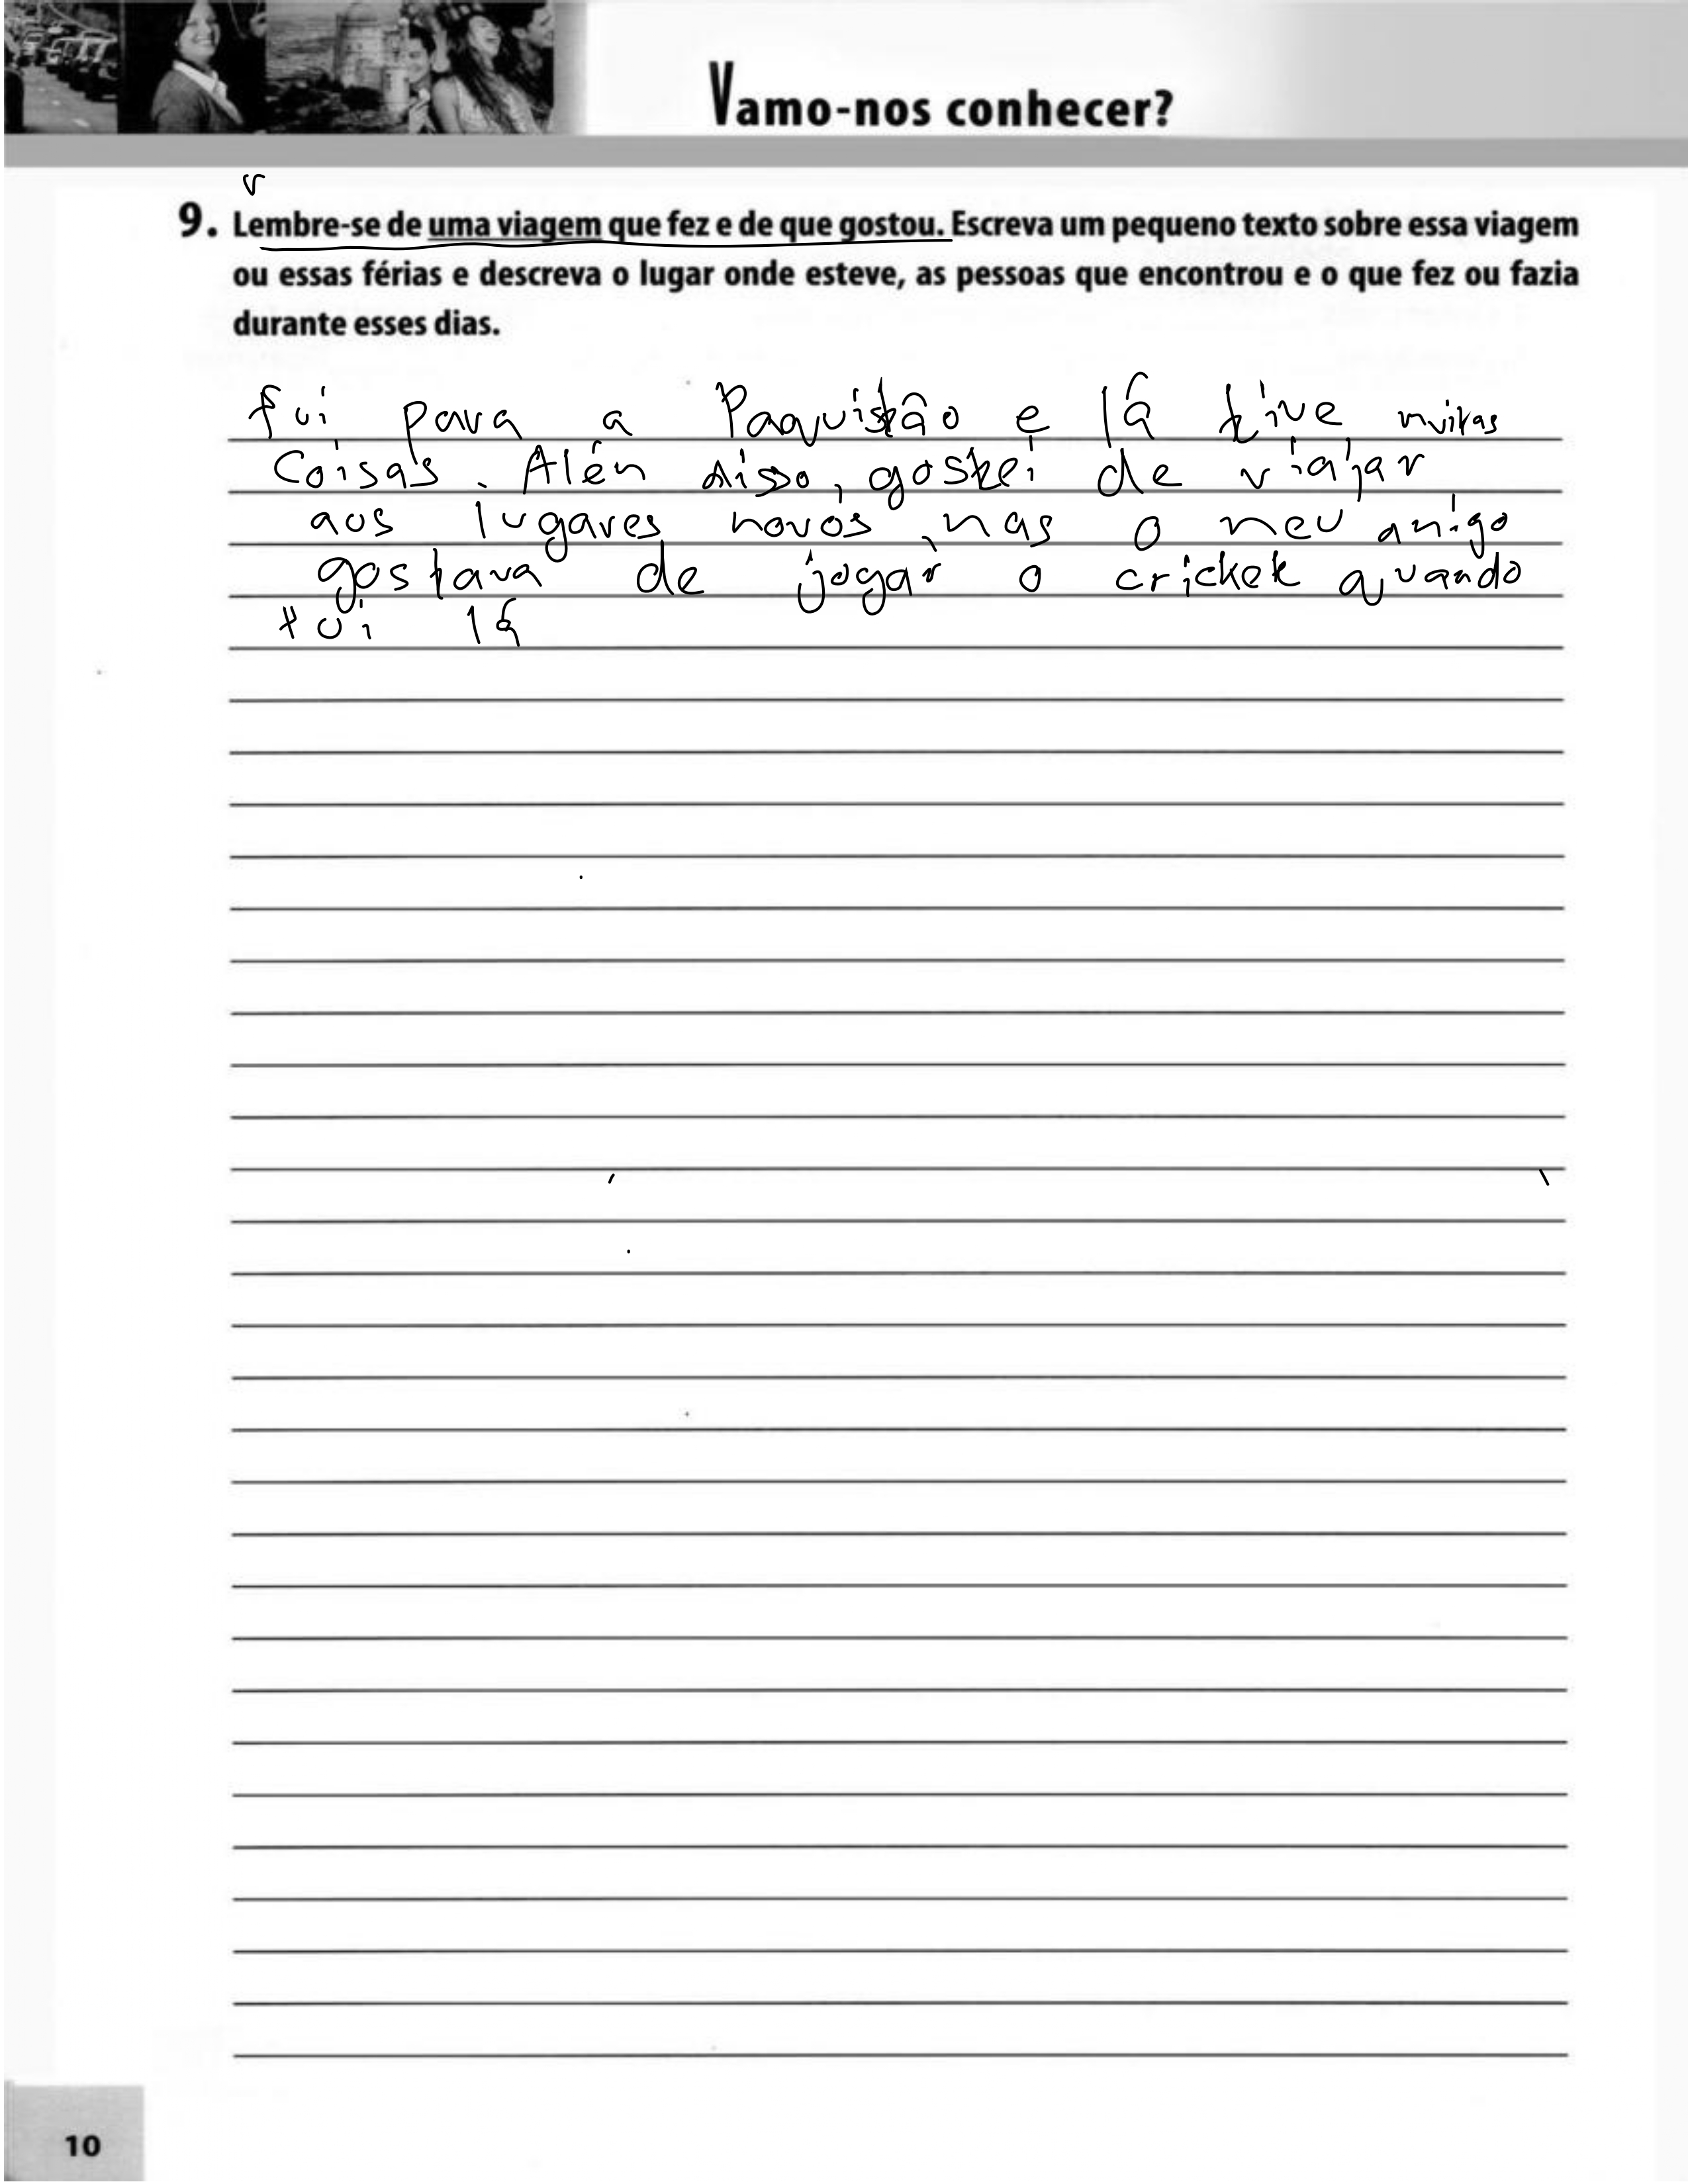 Vamo-nos conhecer?
9. Lembre-se de uma viagem que fez e de que gostou. Escreva um pequeno texto sobre essa viagem
ou essas férias e descreva o lugar onde esteve, as pessoas que encontrou e o que fez ou fazia
durante esses dias.
fui para a Paquistão e lá tive muitas
Coisas. Além disso, gostei de viajar
aos lugares novos, mas o meu amigo
gostava de jogar o cricket quando
fui lá
10